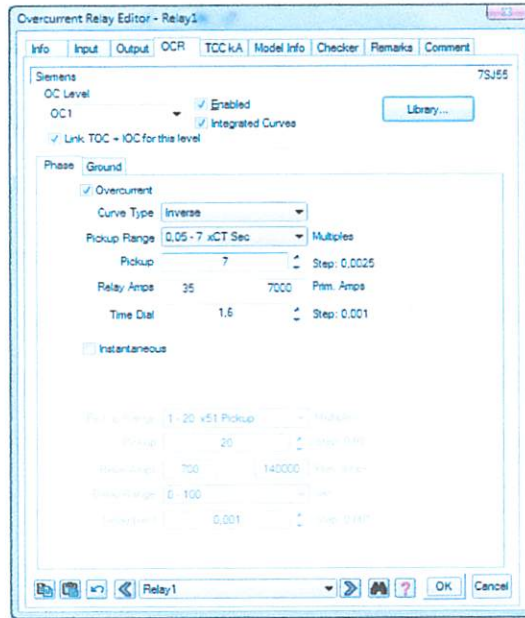 Overcurrent Relay Editor - Relay1
Info Input Output OCR TCC kA Model Info Checker Remarks Comment
Siemens 7SJ55
OC Level
OC1
Enabled
Integrated Curves
Library...
Link TOC + IOC for this level
Phase Ground
Overcurrent
Curve Type Inverse
Pickup Range 0,05 - 7 xCT Sec Multiples
Pickup 7 Step: 0,0025
Relay Amps 35 7000 Prim. Amps
Time Dial 1,6 Step: 0,001
Instantaneous
1 - 20 x51 Pickup
Pickup 20
Relay Amps 700 140000
0 - 100
0,001
Relay1 OK Cancel